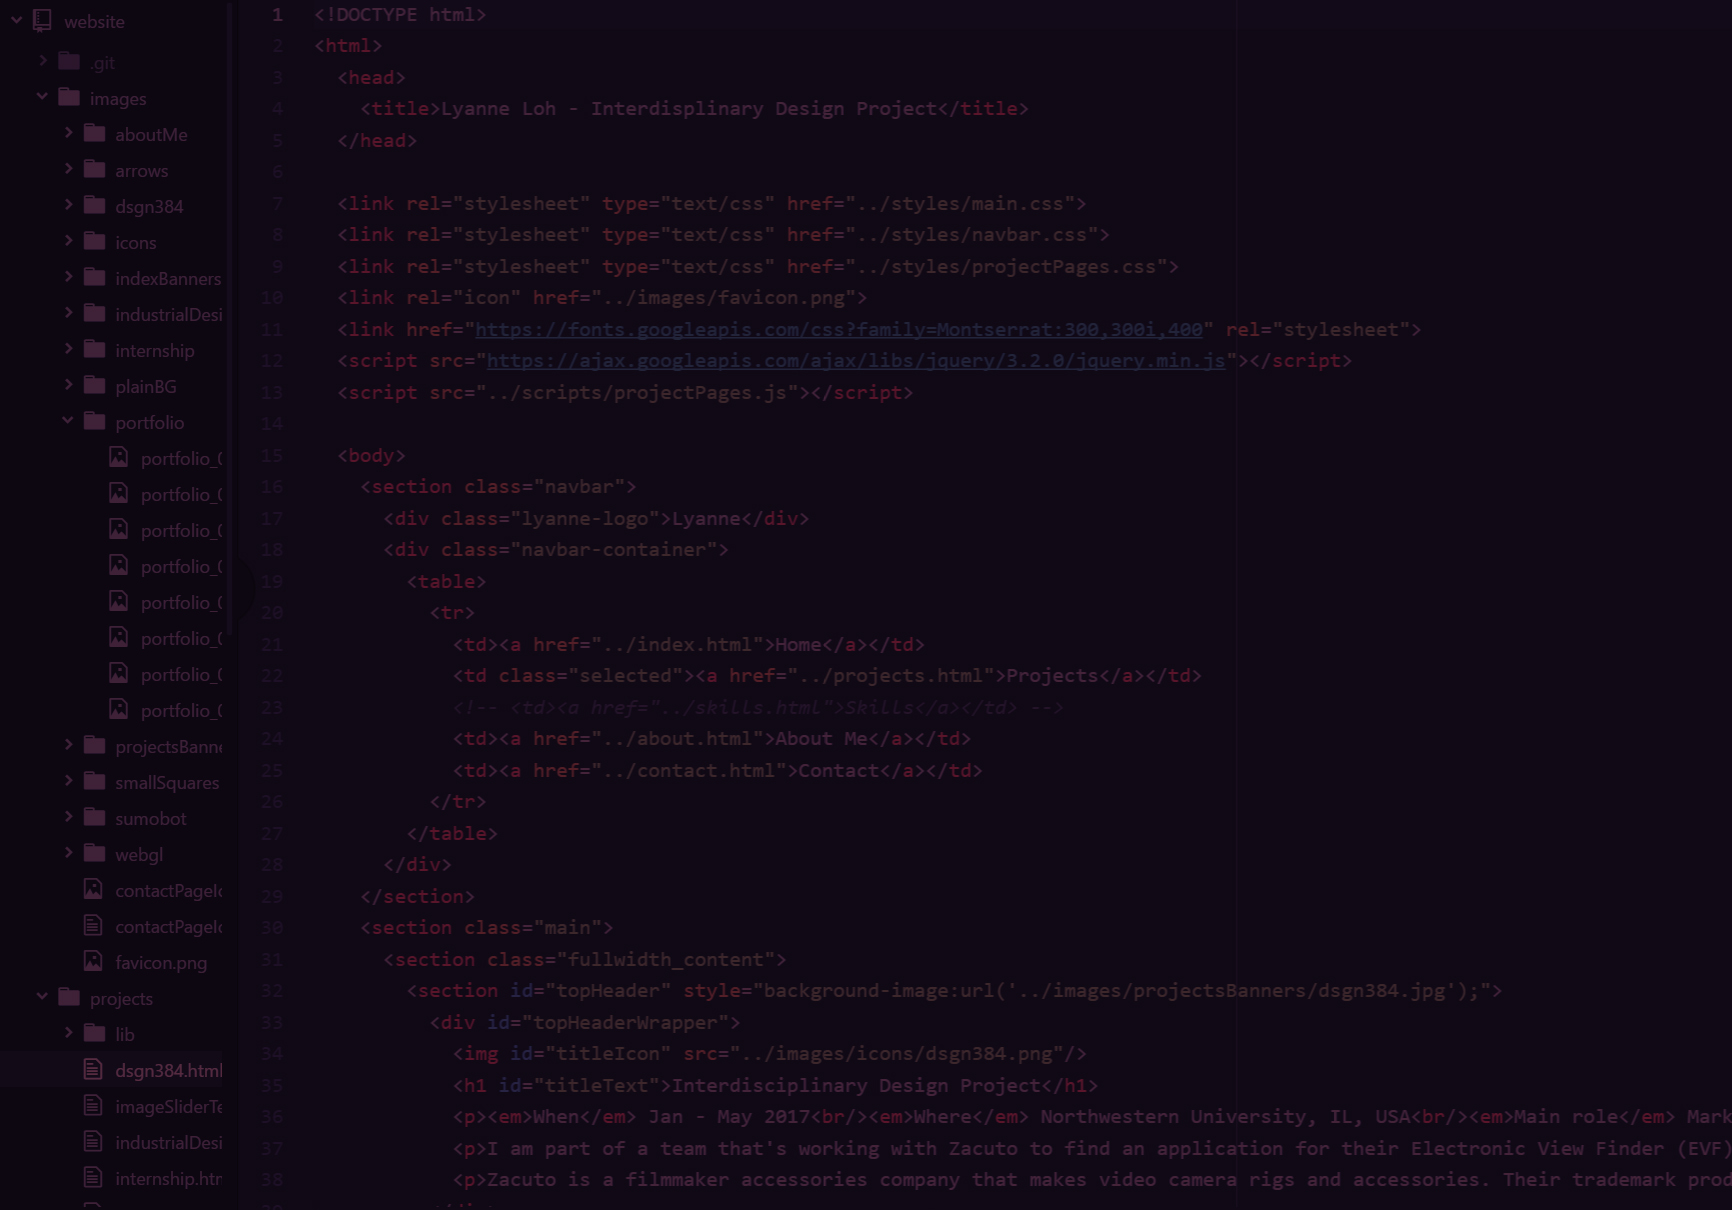 website
.git
images
aboutMe
arrows
dsgn384
icons
indexBanners
industrialDesi
internship
plainBG
portfolio
portfolio_0
portfolio_0
portfolio_0
portfolio_0
portfolio_0
portfolio_0
portfolio_0
portfolio_0
projectsBanne
smallSquares
sumobot
webgl
contactPageIc
contactPageIc
favicon.png
projects
lib
dsgn384.html
imageSliderTe
industrialDesi
internship.htm
1 <!DOCTYPE html>
2 <html>
3 <head>
4 <title>Lyanne Loh - Interdisplinary Design Project</title>
5 </head>
6
7 <link rel="stylesheet" type="text/css" href="../styles/main.css">
8 <link rel="stylesheet" type="text/css" href="../styles/navbar.css">
9 <link rel="stylesheet" type="text/css" href="../styles/projectPages.css">
10 <link rel="icon" href="../images/favicon.png">
11 <link href="https://fonts.googleapis.com/css?family=Montserrat:300,300i,400" rel="stylesheet">
12 <script src="https://ajax.googleapis.com/ajax/libs/jquery/3.2.0/jquery.min.js"></script>
13 <script src="../scripts/projectPages.js"></script>
14
15 <body>
16 <section class="navbar">
17 <div class="lyanne-logo">Lyanne</div>
18 <div class="navbar-container">
19 <table>
20 <tr>
21 <td><a href="../index.html">Home</a></td>
22 <td class="selected"><a href="../projects.html">Projects</a></td>
23 <!-- <td><a href="../skills.html">Skills</a></td> -->
24 <td><a href="../about.html">About Me</a></td>
25 <td><a href="../contact.html">Contact</a></td>
26 </tr>
27 </table>
28 </div>
29 </section>
30 <section class="main">
31 <section class="fullwidth_content">
32 <section id="topHeader" style="background-image:url('../images/projectsBanners/dsgn384.jpg');">
33 <div id="topHeaderWrapper">
34 <img id="titleIcon" src="../images/icons/dsgn384.png"/>
35 <h1 id="titleText">Interdisciplinary Design Project</h1>
36 <p><em>When</em> Jan - May 2017<br/><em>Where</em> Northwestern University, IL, USA<br/><em>Main role</em> Mark
37 <p>I am part of a team that's working with Zacuto to find an application for their Electronic View Finder (EVF)
38 <p>Zacuto is a filmmaker accessories company that makes video camera rigs and accessories. Their trademark prod